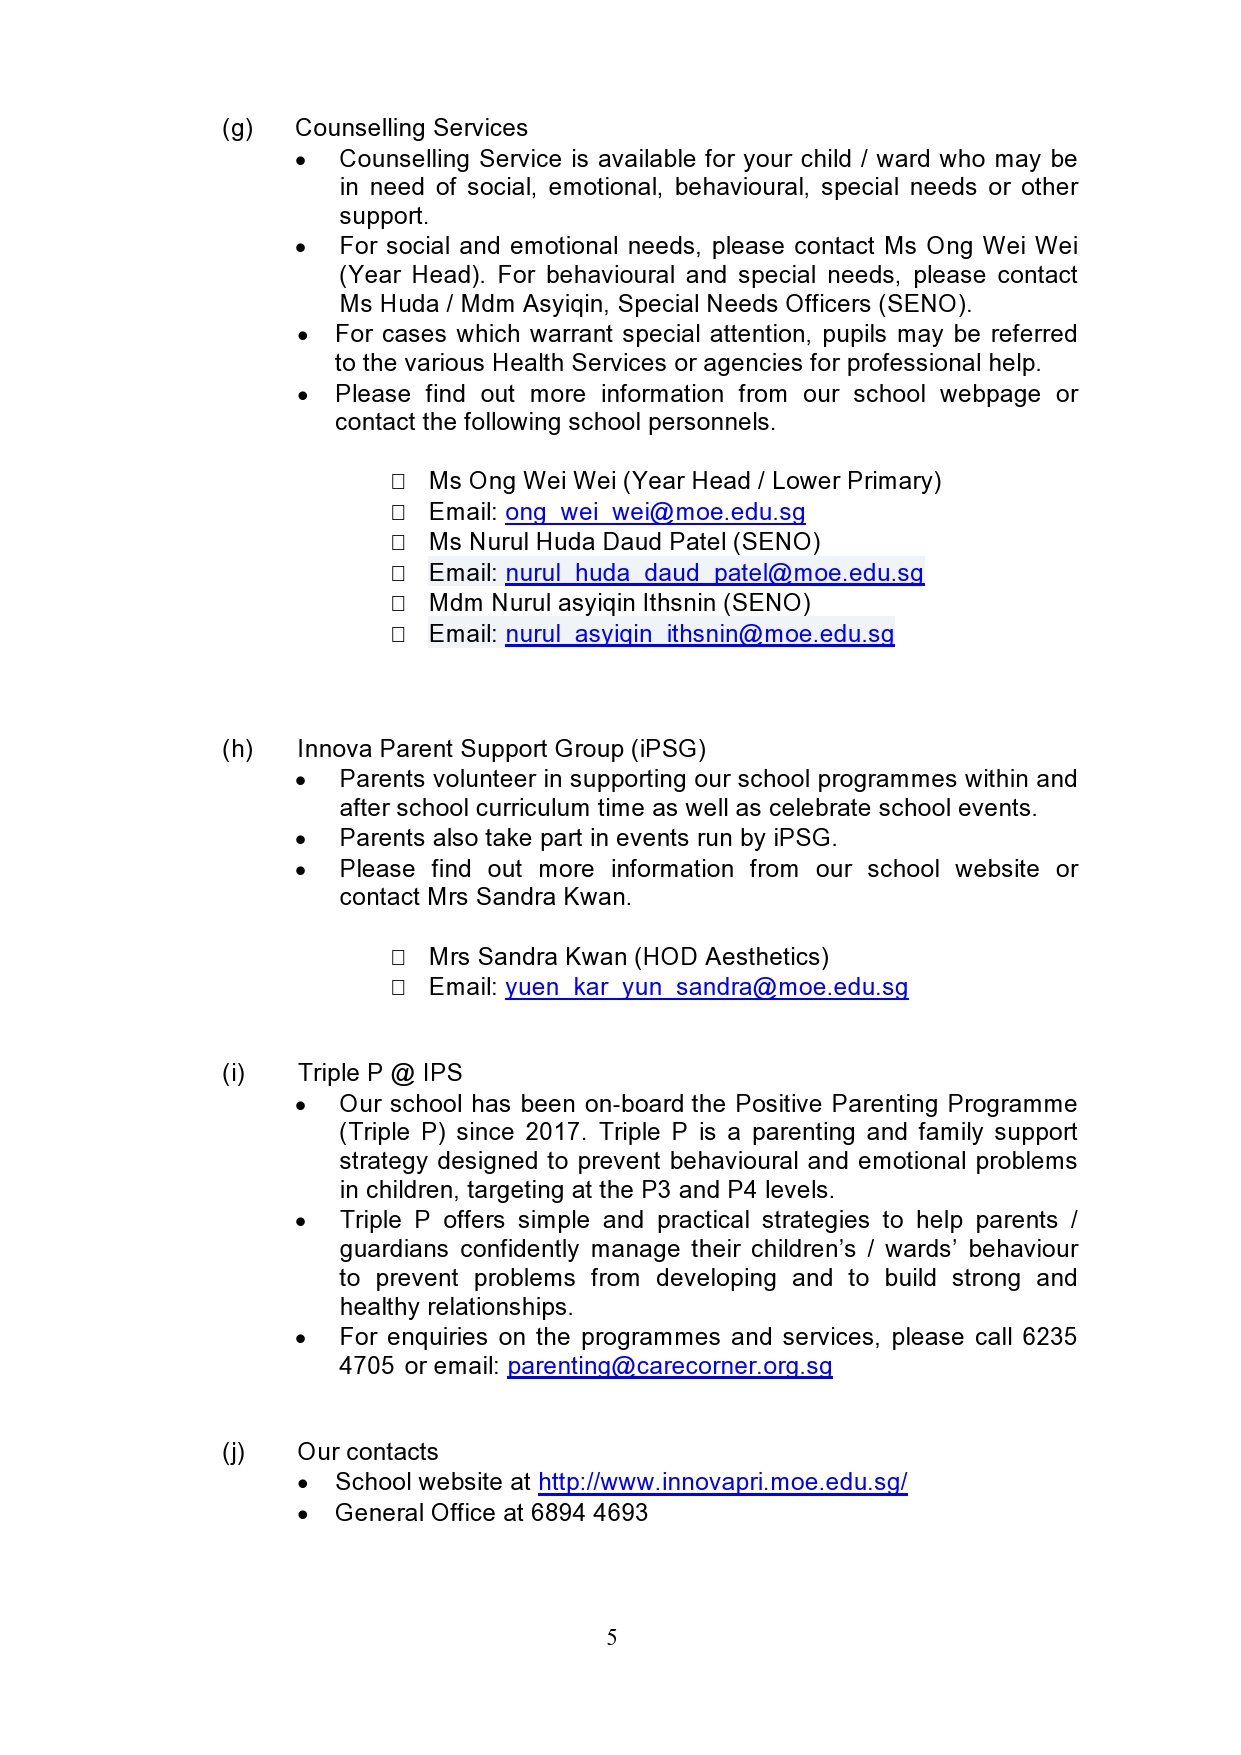 (g) Counselling Services
• Counselling Service is available for your child / ward who may be
in need of social, emotional, behavioural, special needs or other
support.
• For social and emotional needs, please contact Ms Ong Wei Wei
(Year Head). For behavioural and special needs, please contact
Ms Huda / Mdm Asyiqin, Special Needs Officers (SENO).
• For cases which warrant special attention, pupils may be referred
to the various Health Services or agencies for professional help.
• Please find out more information from our school webpage or
contact the following school personnels.
□ Ms Ong Wei Wei (Year Head / Lower Primary)
□ Email: ong_wei_wei@moe.edu.sg
□ Ms Nurul Huda Daud Patel (SENO)
□ Email: nurul_huda_daud_patel@moe.edu.sg
□ Mdm Nurul asyiqin Ithsnin (SENO)
□ Email: nurul_asyiqin_ithsnin@moe.edu.sg
(h) Innova Parent Support Group (iPSG)
• Parents volunteer in supporting our school programmes within and
after school curriculum time as well as celebrate school events.
• Parents also take part in events run by iPSG.
• Please find out more information from our school website or
contact Mrs Sandra Kwan.
□ Mrs Sandra Kwan (HOD Aesthetics)
□ Email: yuen_kar_yun_sandra@moe.edu.sg
(i) Triple P @ IPS
• Our school has been on-board the Positive Parenting Programme
(Triple P) since 2017. Triple P is a parenting and family support
strategy designed to prevent behavioural and emotional problems
in children, targeting at the P3 and P4 levels.
• Triple P offers simple and practical strategies to help parents /
guardians confidently manage their children’s / wards’ behaviour
to prevent problems from developing and to build strong and
healthy relationships.
• For enquiries on the programmes and services, please call 6235
4705 or email: parenting@carecorner.org.sg
(j) Our contacts
• School website at http://www.innovapri.moe.edu.sg/
• General Office at 6894 4693
5